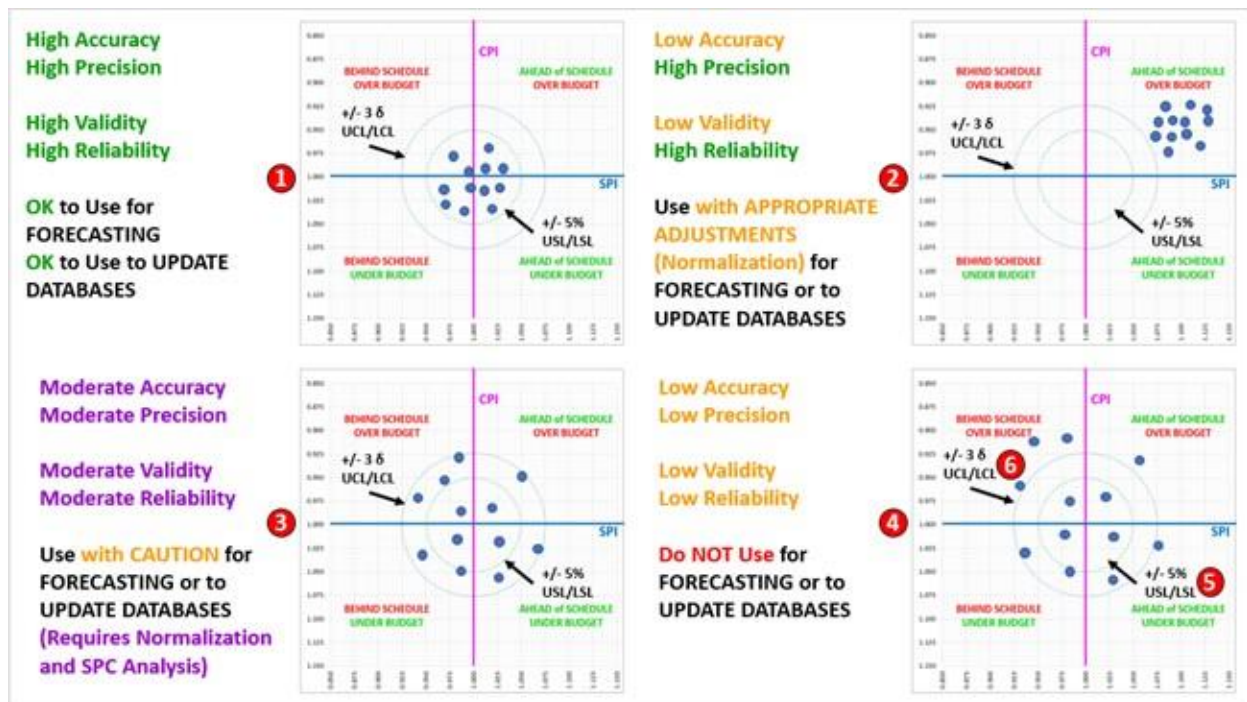 High Accuracy
High Precision
High Validity
High Reliability
OK to Use for
FORECASTING
OK to Use to UPDATE
DATABASES
1
CPI
BEHIND SCHEDULE
OVER BUDGET
AHEAD of SCHEDULE
OVER BUDGET
+/- 3 δ
UCL/LCL
SPI
+/- 5%
USL/LSL
BEHIND SCHEDULE
UNDER BUDGET
AHEAD of SCHEDULE
UNDER BUDGET
Low Accuracy
High Precision
Low Validity
High Reliability
Use with APPROPRIATE
ADJUSTMENTS
(Normalization) for
FORECASTING or to
UPDATE DATABASES
2
CPI
BEHIND SCHEDULE
OVER BUDGET
AHEAD of SCHEDULE
OVER BUDGET
+/- 3 δ
UCL/LCL
SPI
+/- 5%
USL/LSL
BEHIND SCHEDULE
UNDER BUDGET
AHEAD of SCHEDULE
UNDER BUDGET
Moderate Accuracy
Moderate Precision
Moderate Validity
Moderate Reliability
Use with CAUTION for
FORECASTING or to
UPDATE DATABASES
(Requires Normalization
and SPC Analysis)
3
CPI
BEHIND SCHEDULE
OVER BUDGET
AHEAD of SCHEDULE
OVER BUDGET
+/- 3 δ
UCL/LCL
SPI
+/- 5%
USL/LSL
BEHIND SCHEDULE
UNDER BUDGET
AHEAD of SCHEDULE
UNDER BUDGET
Low Accuracy
Low Precision
Low Validity
Low Reliability
Do NOT Use for
FORECASTING or to
UPDATE DATABASES
4
CPI
BEHIND SCHEDULE
OVER BUDGET
AHEAD of SCHEDULE
OVER BUDGET
+/- 3 δ
UCL/LCL
6
SPI
+/- 5%
USL/LSL
5
BEHIND SCHEDULE
UNDER BUDGET
AHEAD of SCHEDULE
UNDER BUDGET